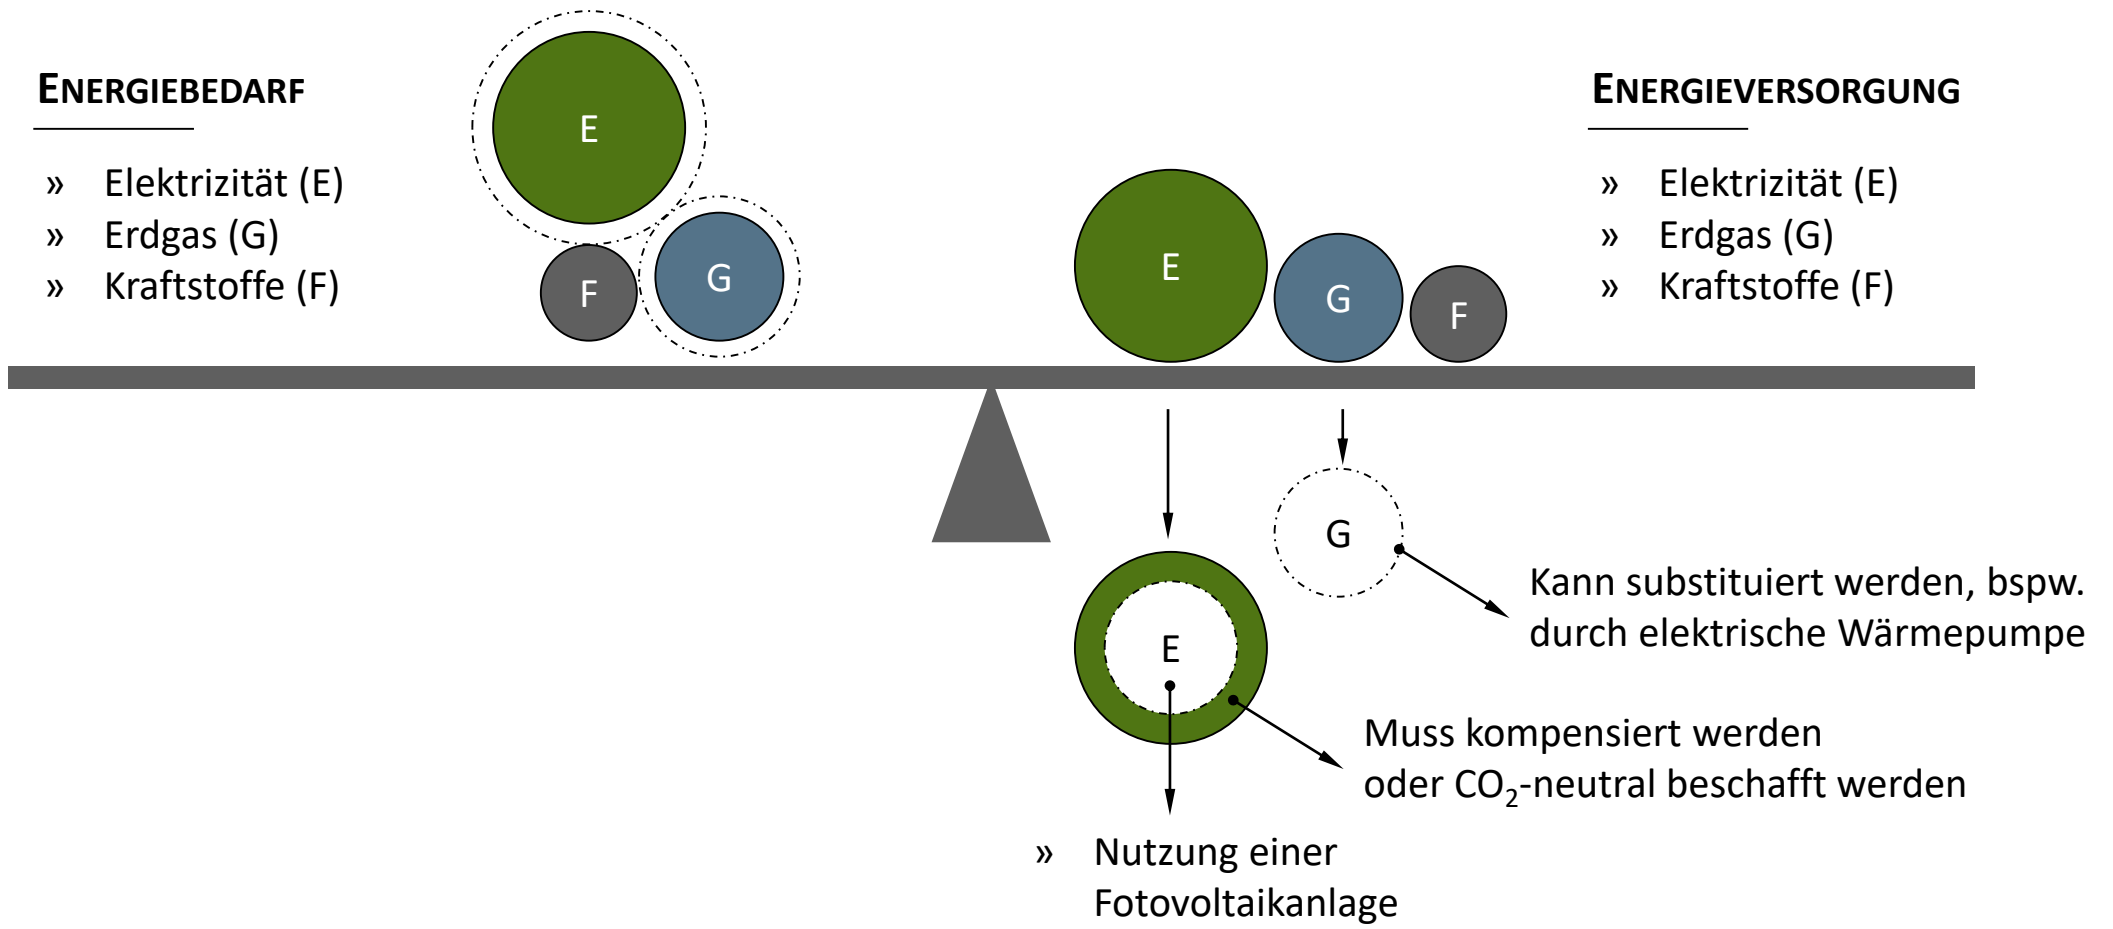 ENERGIEBEDARF
» Elektrizität (E)
» Erdgas (G)
» Kraftstoffe (F)
E
F
G
E
G
F
ENERGIEVERSORGUNG
» Elektrizität (E)
» Erdgas (G)
» Kraftstoffe (F)
G
Kann substituiert werden, bspw.
durch elektrische Wärmepumpe
E
Muss kompensiert werden
oder CO₂-neutral beschafft werden
» Nutzung einer
Fotovoltaikanlage